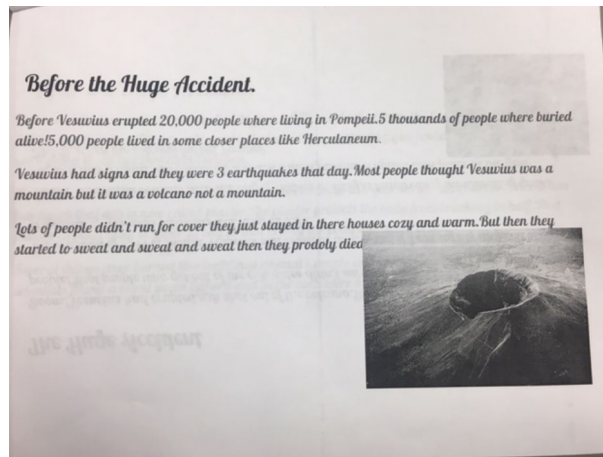 Before the Huge Accident.
Before Vesuvius erupted 20,000 people where living in Pompeii.5 thousands of people where buried
alive!5,000 people lived in some closer places like Herculaneum.
Vesuvius had signs and they were 3 earthquakes that day.Most people thought Vesuvius was a
mountain but it was a volcano not a mountain.
Lots of people didn't run for cover they just stayed in there houses cozy and warm.But then they
started to sweat and sweat and sweat then they prodoly died
The Huge Accident